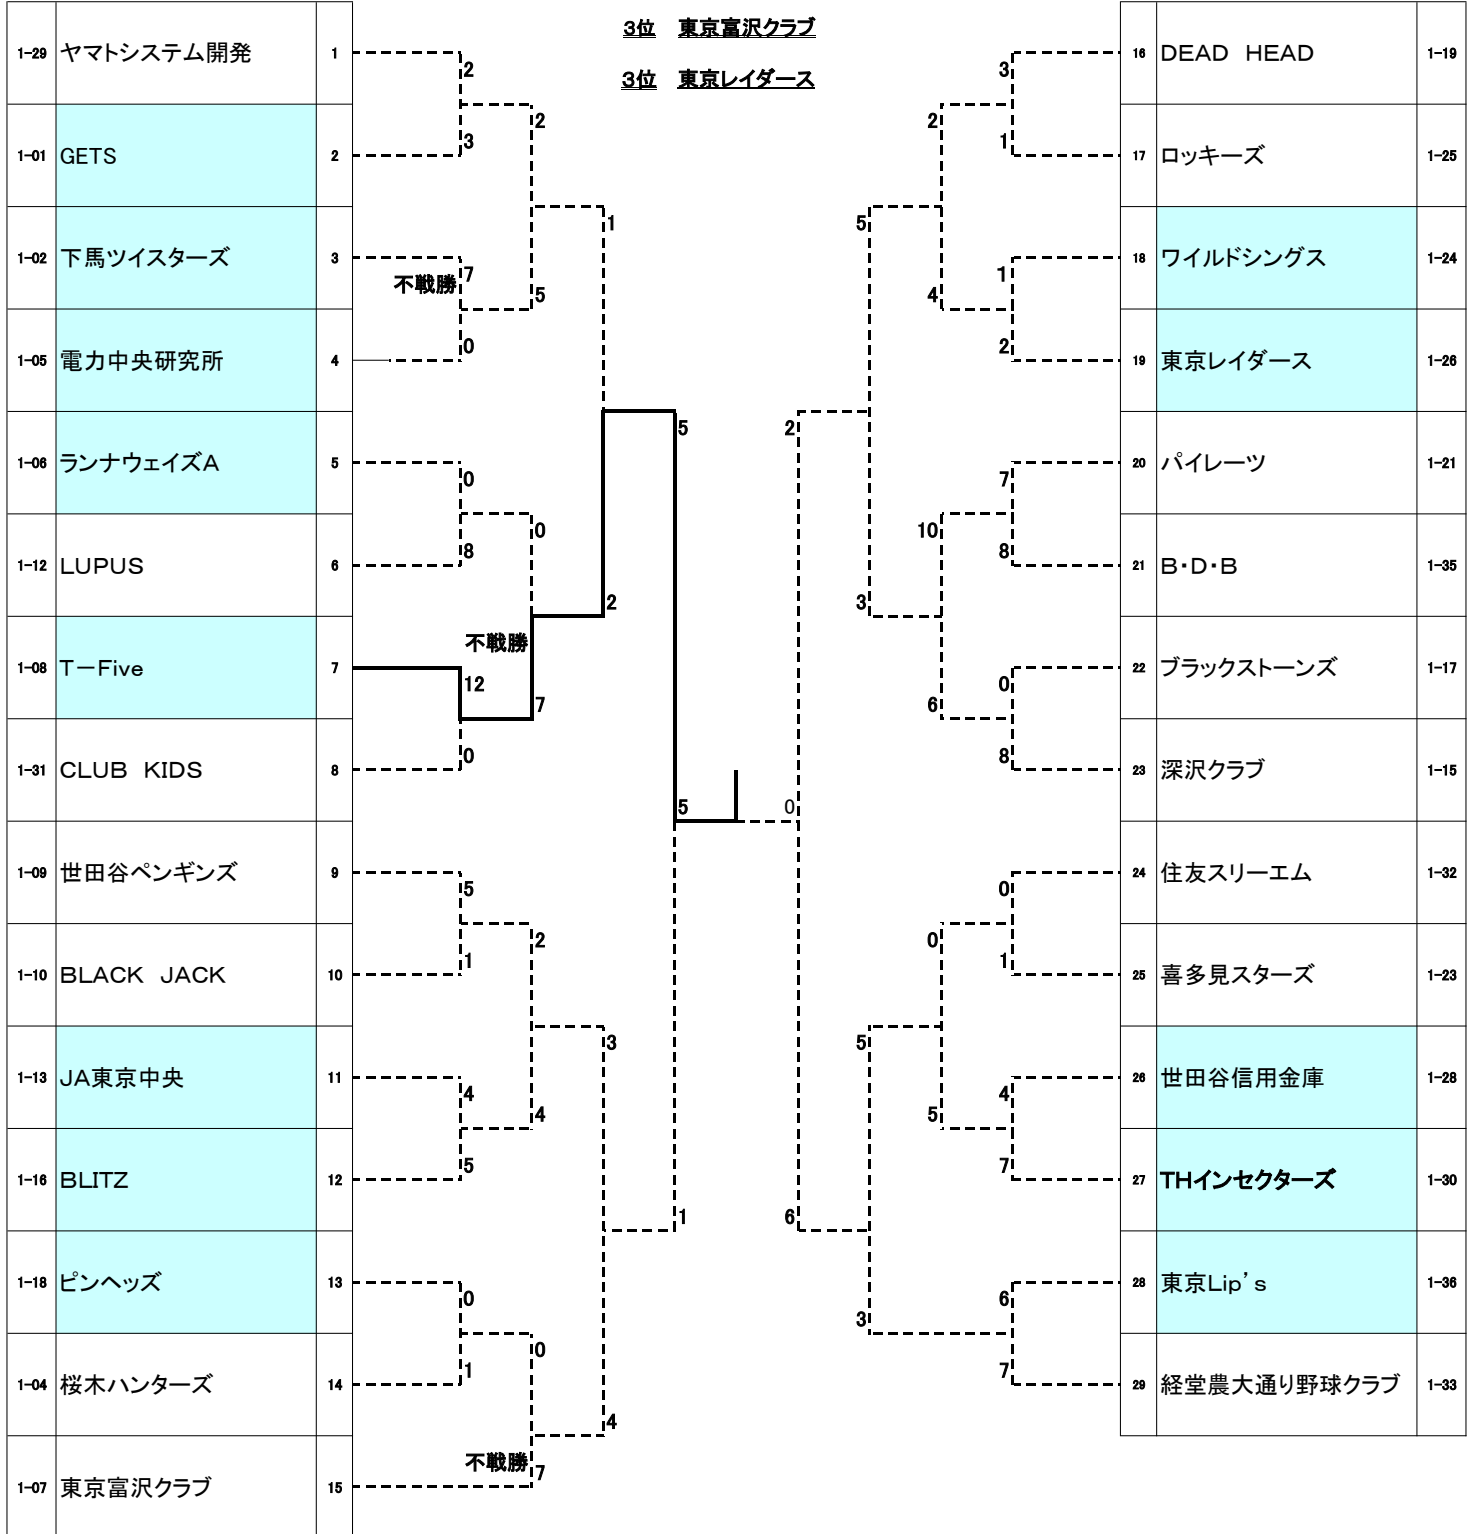 3位 東京富沢クラブ
3位 東京レイダース
1-29 ヤマトシステム開発 1
1-01 GETS 2
1-02 下馬ツイスターズ 3
1-05 電力中央研究所 4
1-06 ランナウェイズA 5
1-12 LUPUS 6
1-08 T-Five 7
1-31 CLUB KIDS 8
1-09 世田谷ペンギンズ 9
1-10 BLACK JACK 10
1-13 JA東京中央 11
1-16 BLITZ 12
1-18 ピンヘッズ 13
1-04 桜木ハンターズ 14
1-07 東京富沢クラブ 15
2
3
不戦勝 7
0
0
8
12
0
5
1
4
5
0
1
2
5
0
不戦勝 7
2
4
0
不戦勝 7
1
2
3
4
5
1
5
0
2
6
5
3
5
3
2
4
10
6
0
5
3
1
1
2
7
8
0
8
0
1
4
7
6
7
16 DEAD HEAD 1-19
17 ロッキーズ 1-25
18 ワイルドシングス 1-24
19 東京レイダース 1-26
20 パイレーツ 1-21
21 B・D・B 1-35
22 ブラックストーンズ 1-17
23 深沢クラブ 1-15
24 住友スリーエム 1-32
25 喜多見スターズ 1-23
26 世田谷信用金庫 1-28
27 THインセクターズ 1-30
28 東京Lip's 1-36
29 経堂農大通り野球クラブ 1-33